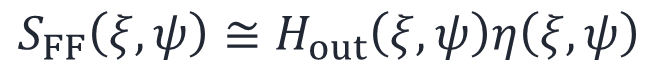 S_FF(ξ, ψ) ≅ H_out(ξ, ψ)η(ξ, ψ)